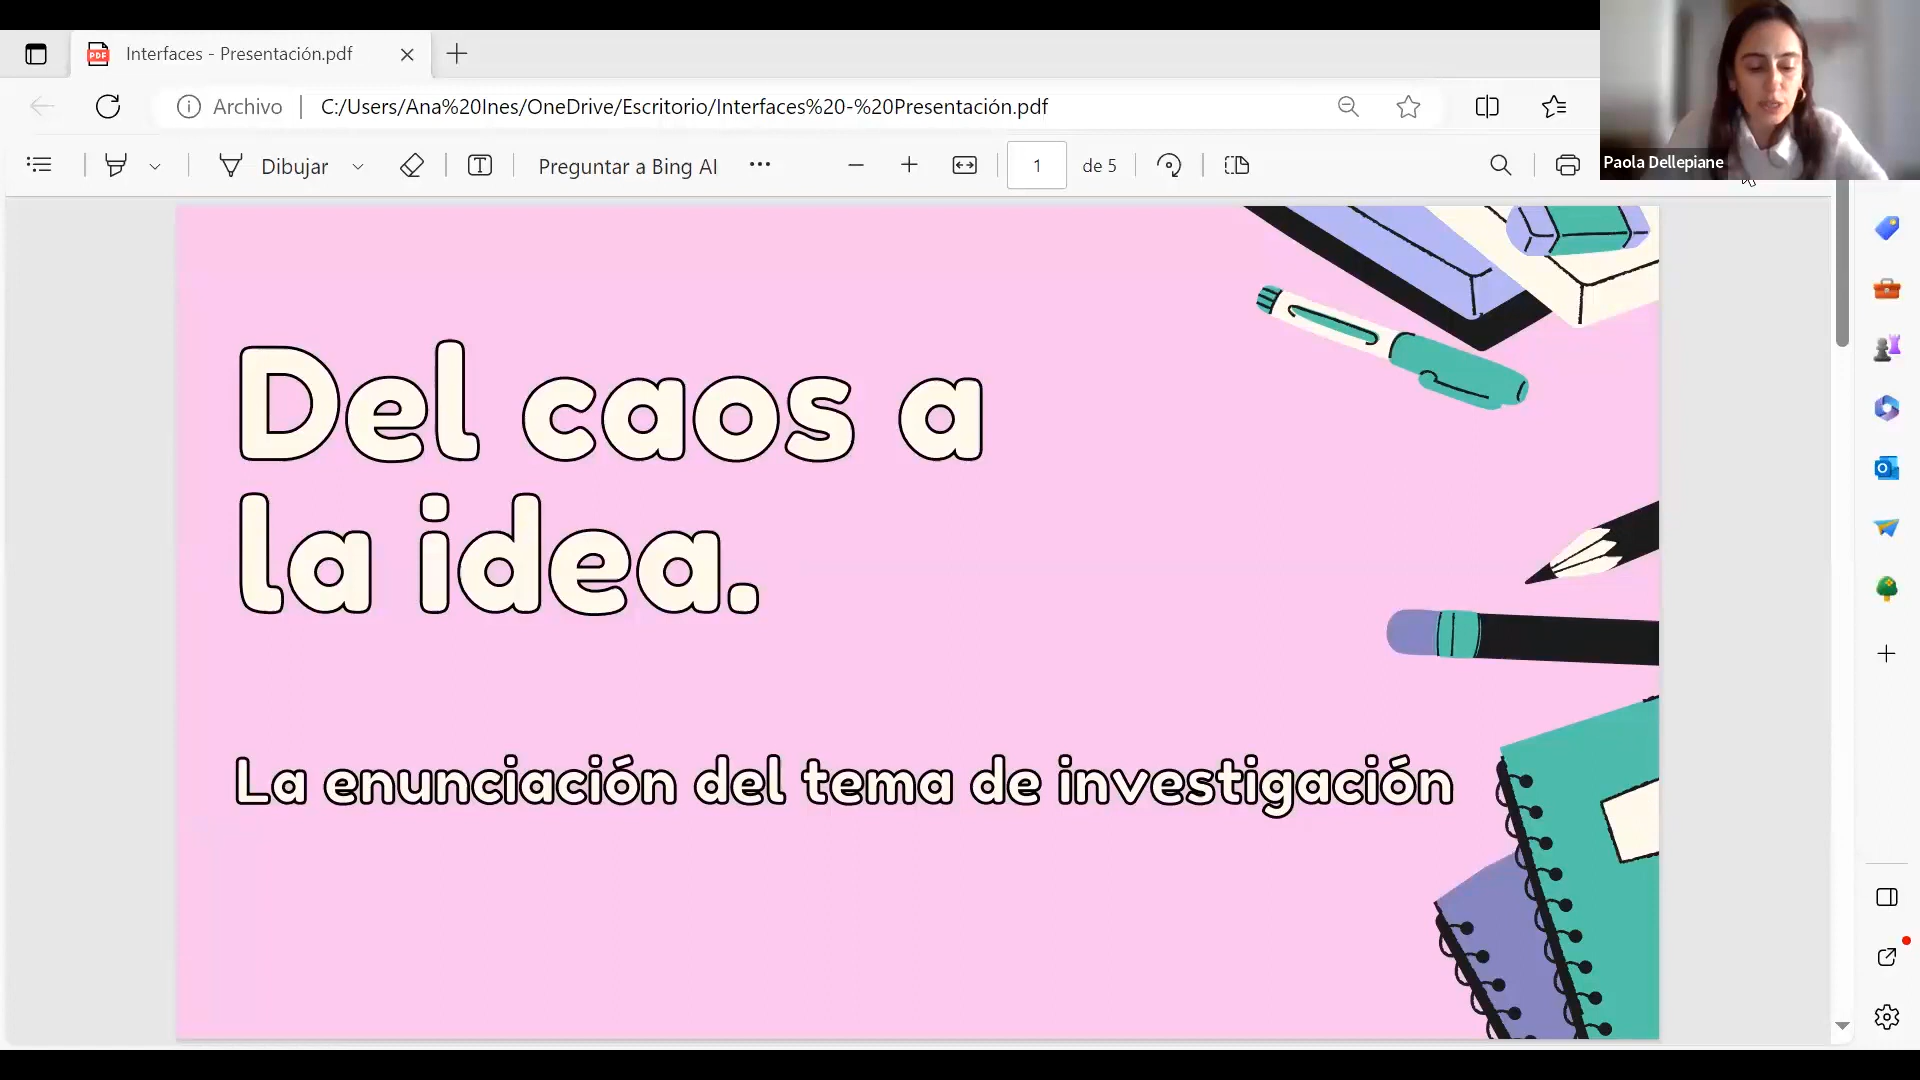 Interfaces - Presentación.pdf
Archivo
C:/Users/Ana%20Ines/OneDrive/Escritorio/Interfaces%20-%20Presentación.pdf
Dibujar
Preguntar a Bing AI
1
de 5
Paola Dellepiane
Del caos a
la idea.
La enunciación del tema de investigación